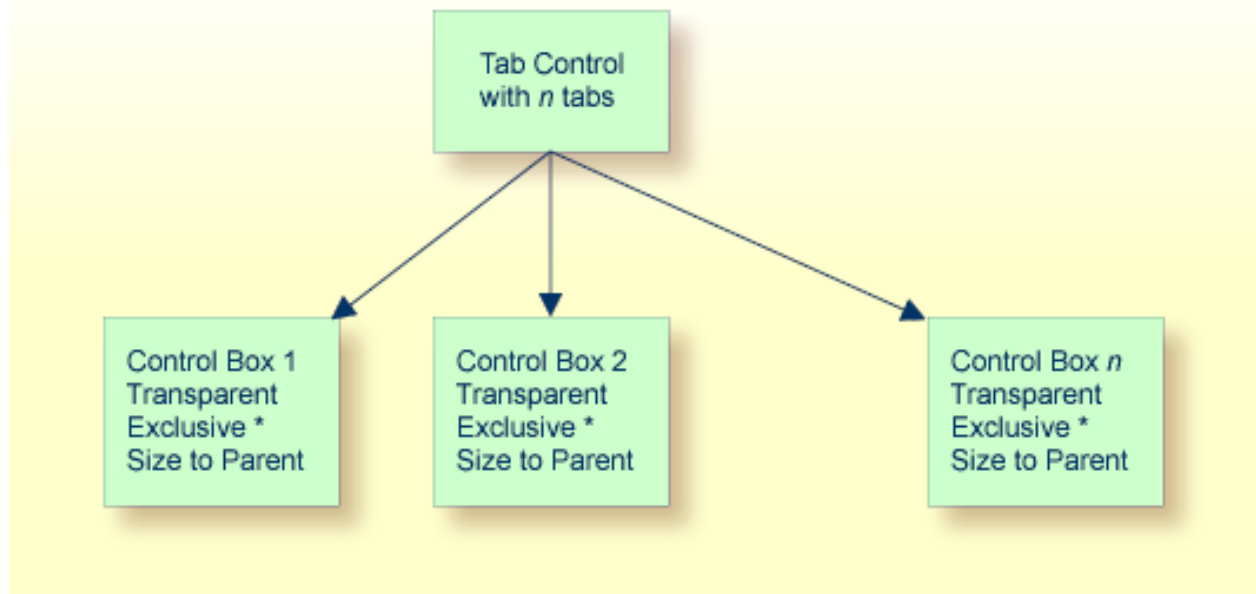 Tab Control
with n tabs
Control Box 1
Transparent
Exclusive *
Size to Parent
Control Box 2
Transparent
Exclusive *
Size to Parent
Control Box n
Transparent
Exclusive *
Size to Parent